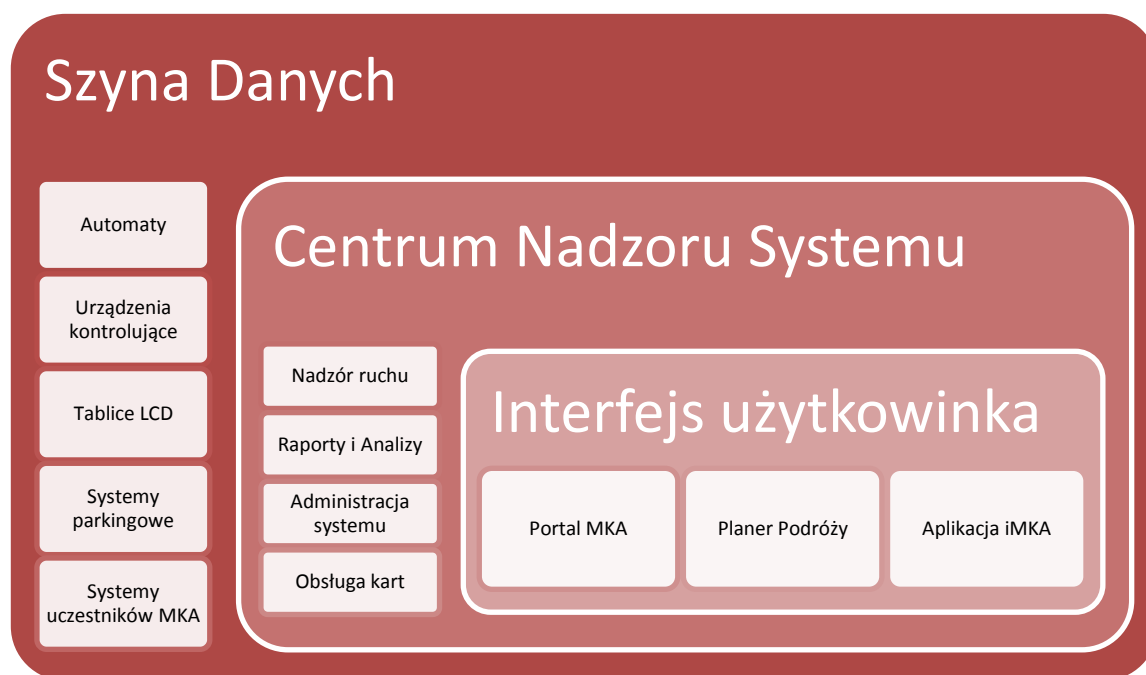 Szyna Danych
Automaty
Urządzenia
kontrolujące
Tablice LCD
Systemy
parkingowe
Systemy
uczestników MKA
Centrum Nadzoru Systemu
Nadzór ruchu
Raporty i Analizy
Administracja
systemu
Obsługa kart
Interfejs użytkowinka
Portal MKA
Planer Podróży
Aplikacja iMKA